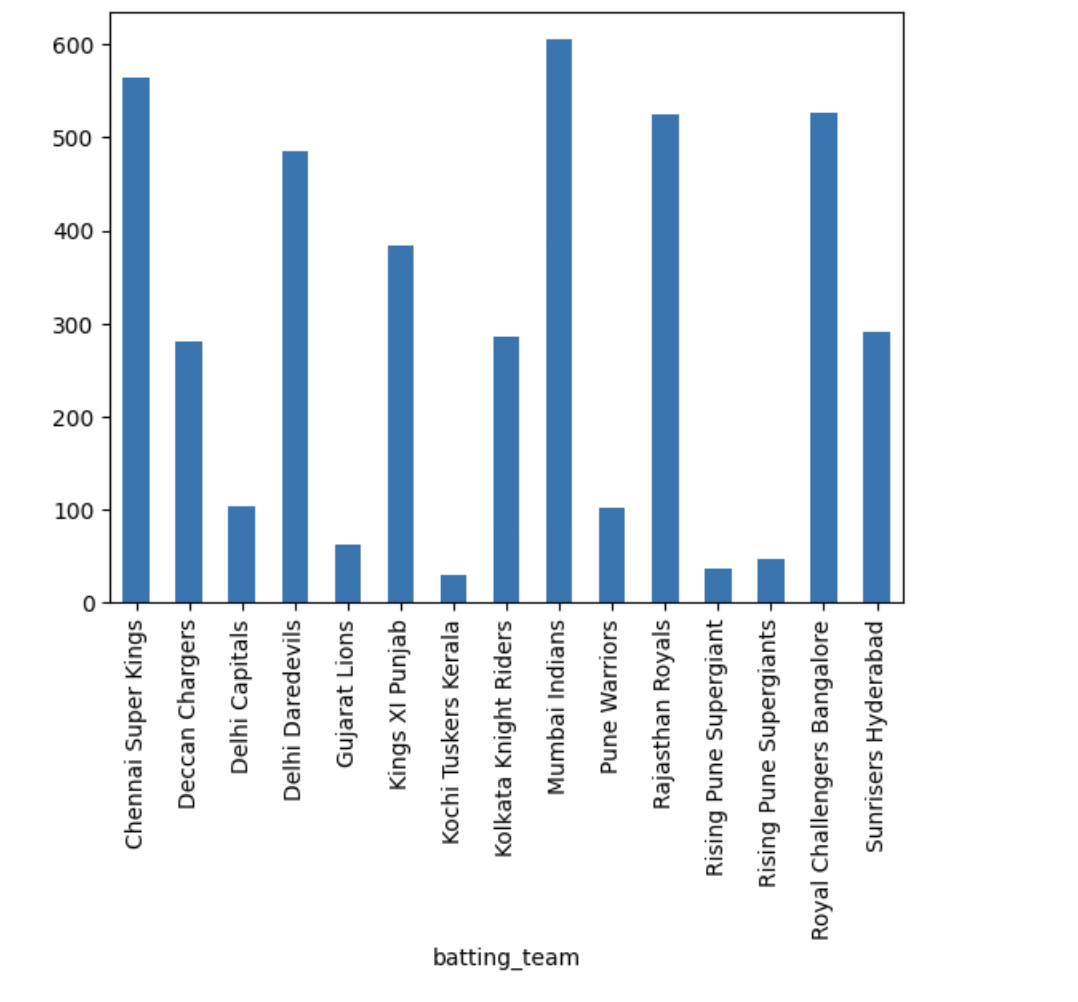 600
500
400
300
200
100
0
Chennai Super Kings
Deccan Chargers
Delhi Capitals
Delhi Daredevils
Gujarat Lions
Kings XI Punjab
Kochi Tuskers Kerala
Kolkata Knight Riders
Mumbai Indians
Pune Warriors
Rajasthan Royals
Rising Pune Supergiant
Rising Pune Supergiants
Royal Challengers Bangalore
Sunrisers Hyderabad
batting_team